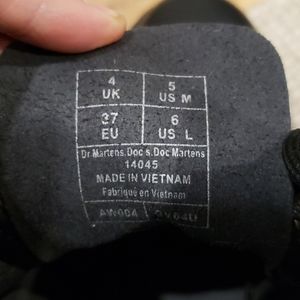 4 5
UK US M
37 6
EU US L
Dr.Martens.Doc's.Doc Martens
14045
MADE IN VIETNAM
Fabriqué en Vietnam
AW004